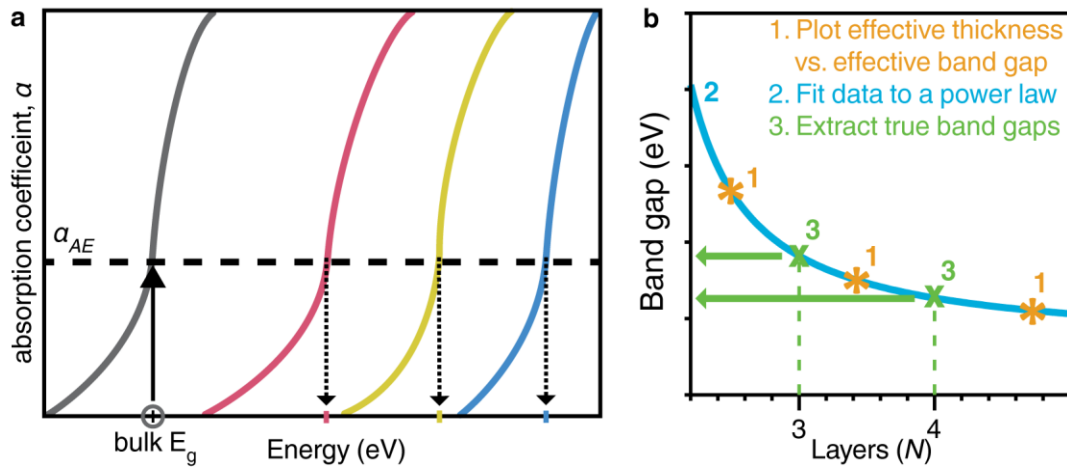 a
absorption coefficeint, α
α_AE
bulk E_g
Energy (eV)
b
1. Plot effective thickness
vs. effective band gap
2. Fit data to a power law
3. Extract true band gaps
Band gap (eV)
2
1
3
1
3
1
3
4
Layers (N)